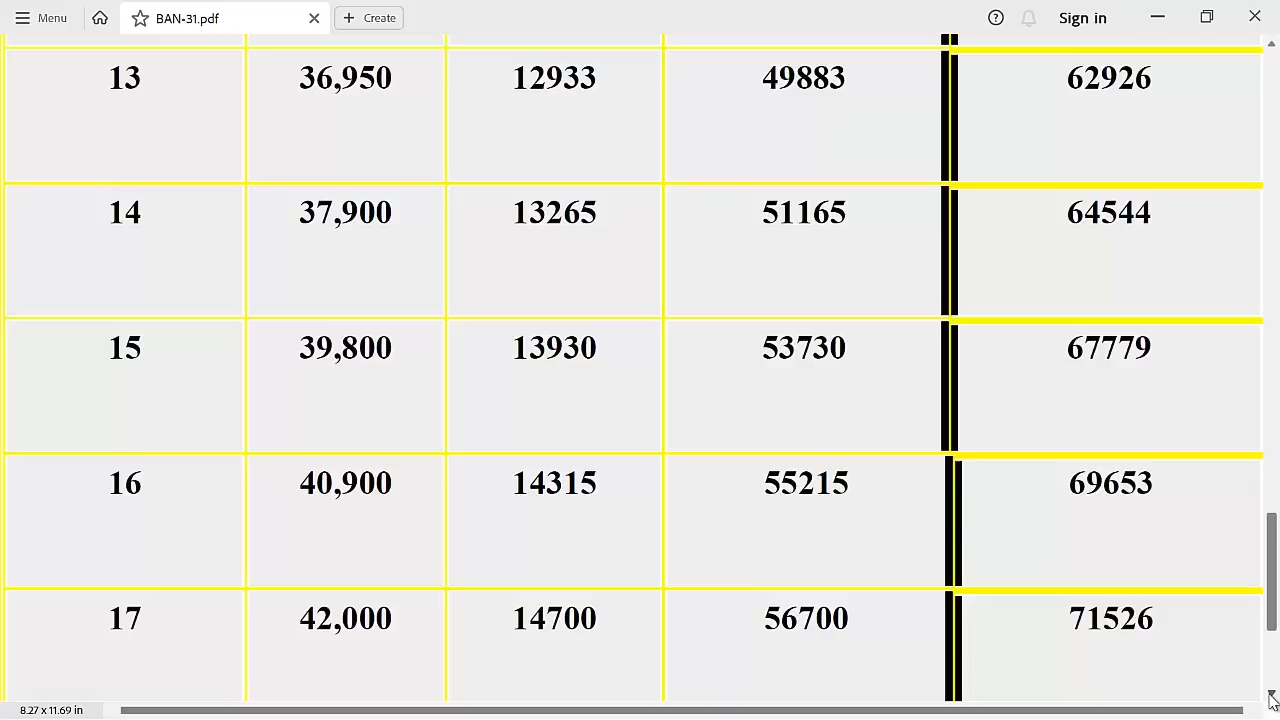 Menu BAN-31.pdf Create Sign in
13 36,950 12933 49883 62926
14 37,900 13265 51165 64544
15 39,800 13930 53730 67779
16 40,900 14315 55215 69653
17 42,000 14700 56700 71526
8.27 x 11.69 in